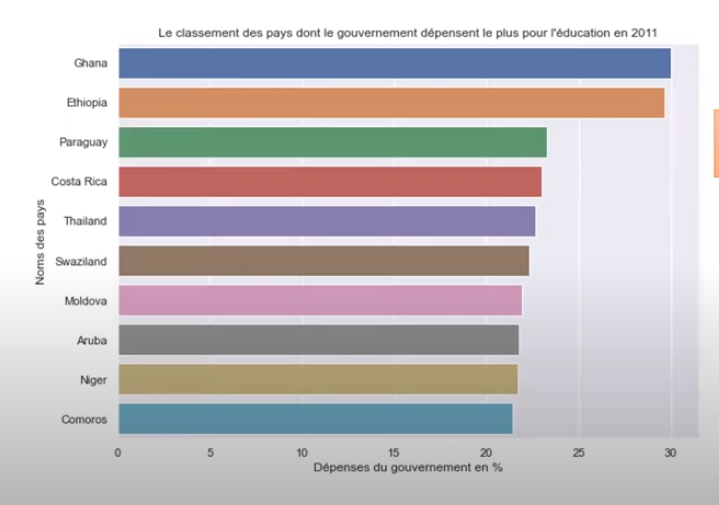 Le classement des pays dont le gouvernement dépensent le plus pour l'éducation en 2011
Ghana
Ethiopia
Paraguay
Costa Rica
Thailand
Swaziland
Moldova
Aruba
Niger
Comoros
Noms des pays
0 5 10 15 20 25 30
Dépenses du gouvernement en %